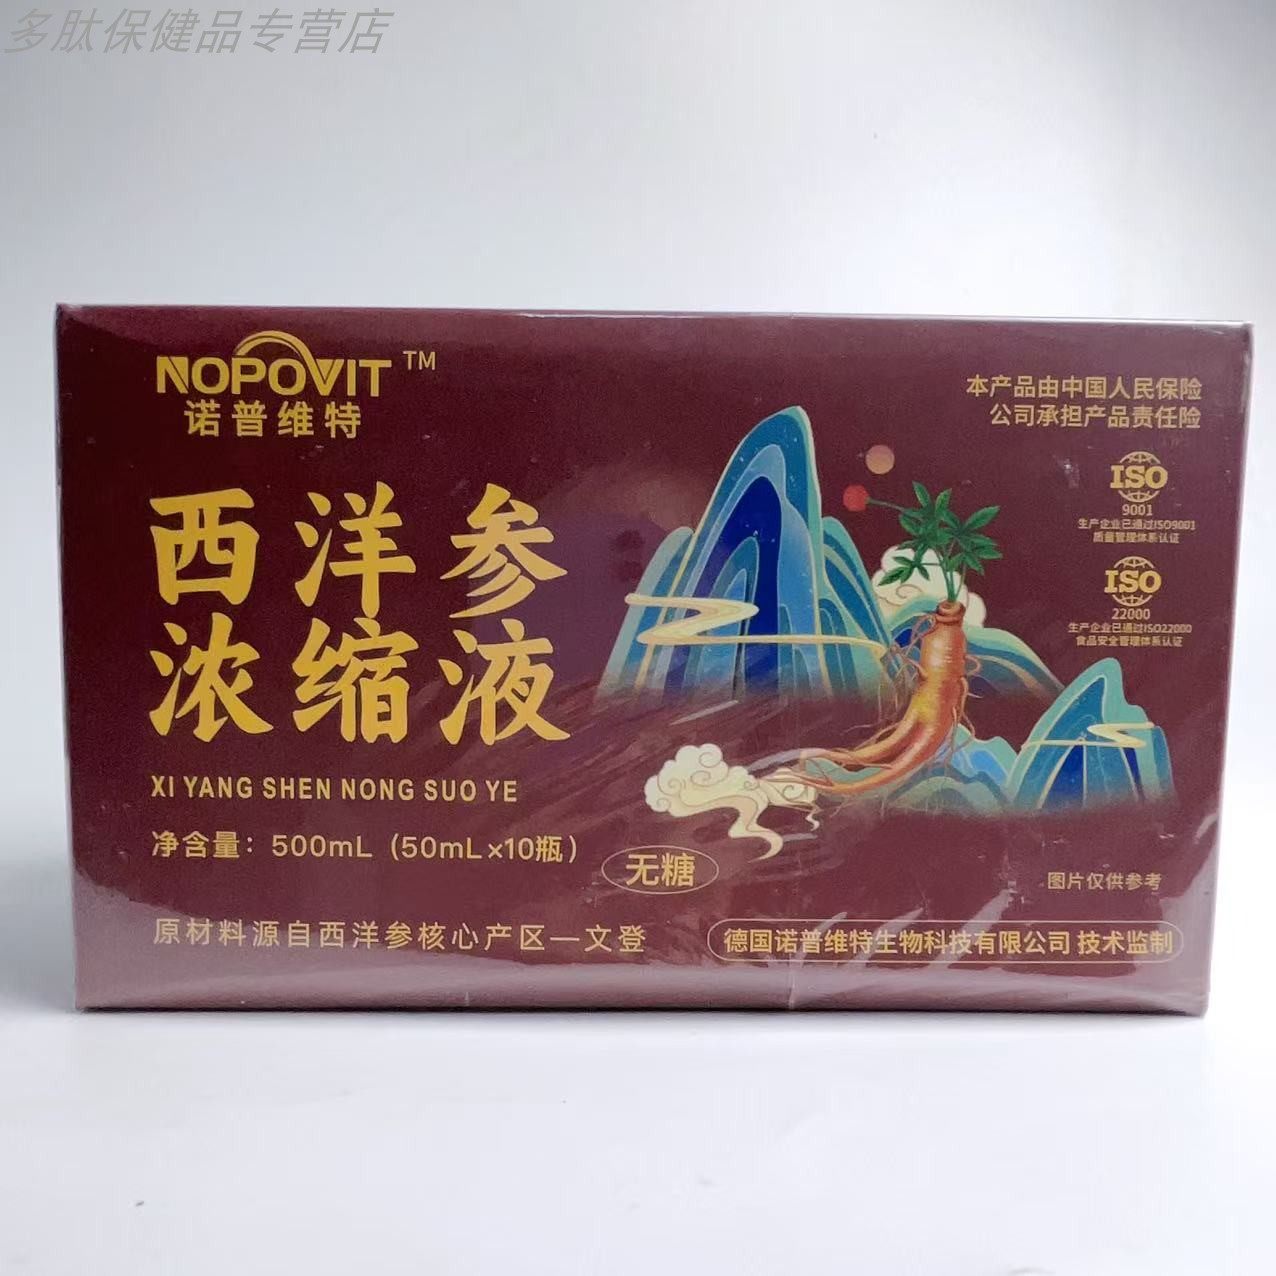 多肽保健品专营店
NOPOVIT™
诺普维特
本产品由中国人民保险
公司承担产品责任险
ISO
9001
生产企业已通过ISO9001
质量管理体系认证
ISO
22000
生产企业已通过ISO22000
食品安全管理体系认证
西洋参
浓缩液
XI YANG SHEN NONG SUO YE
净含量：500mL（50mL×10瓶）
无糖
图片仅供参考
原材料源自西洋参核心产区—文登
德国诺普维特生物科技有限公司 技术监制